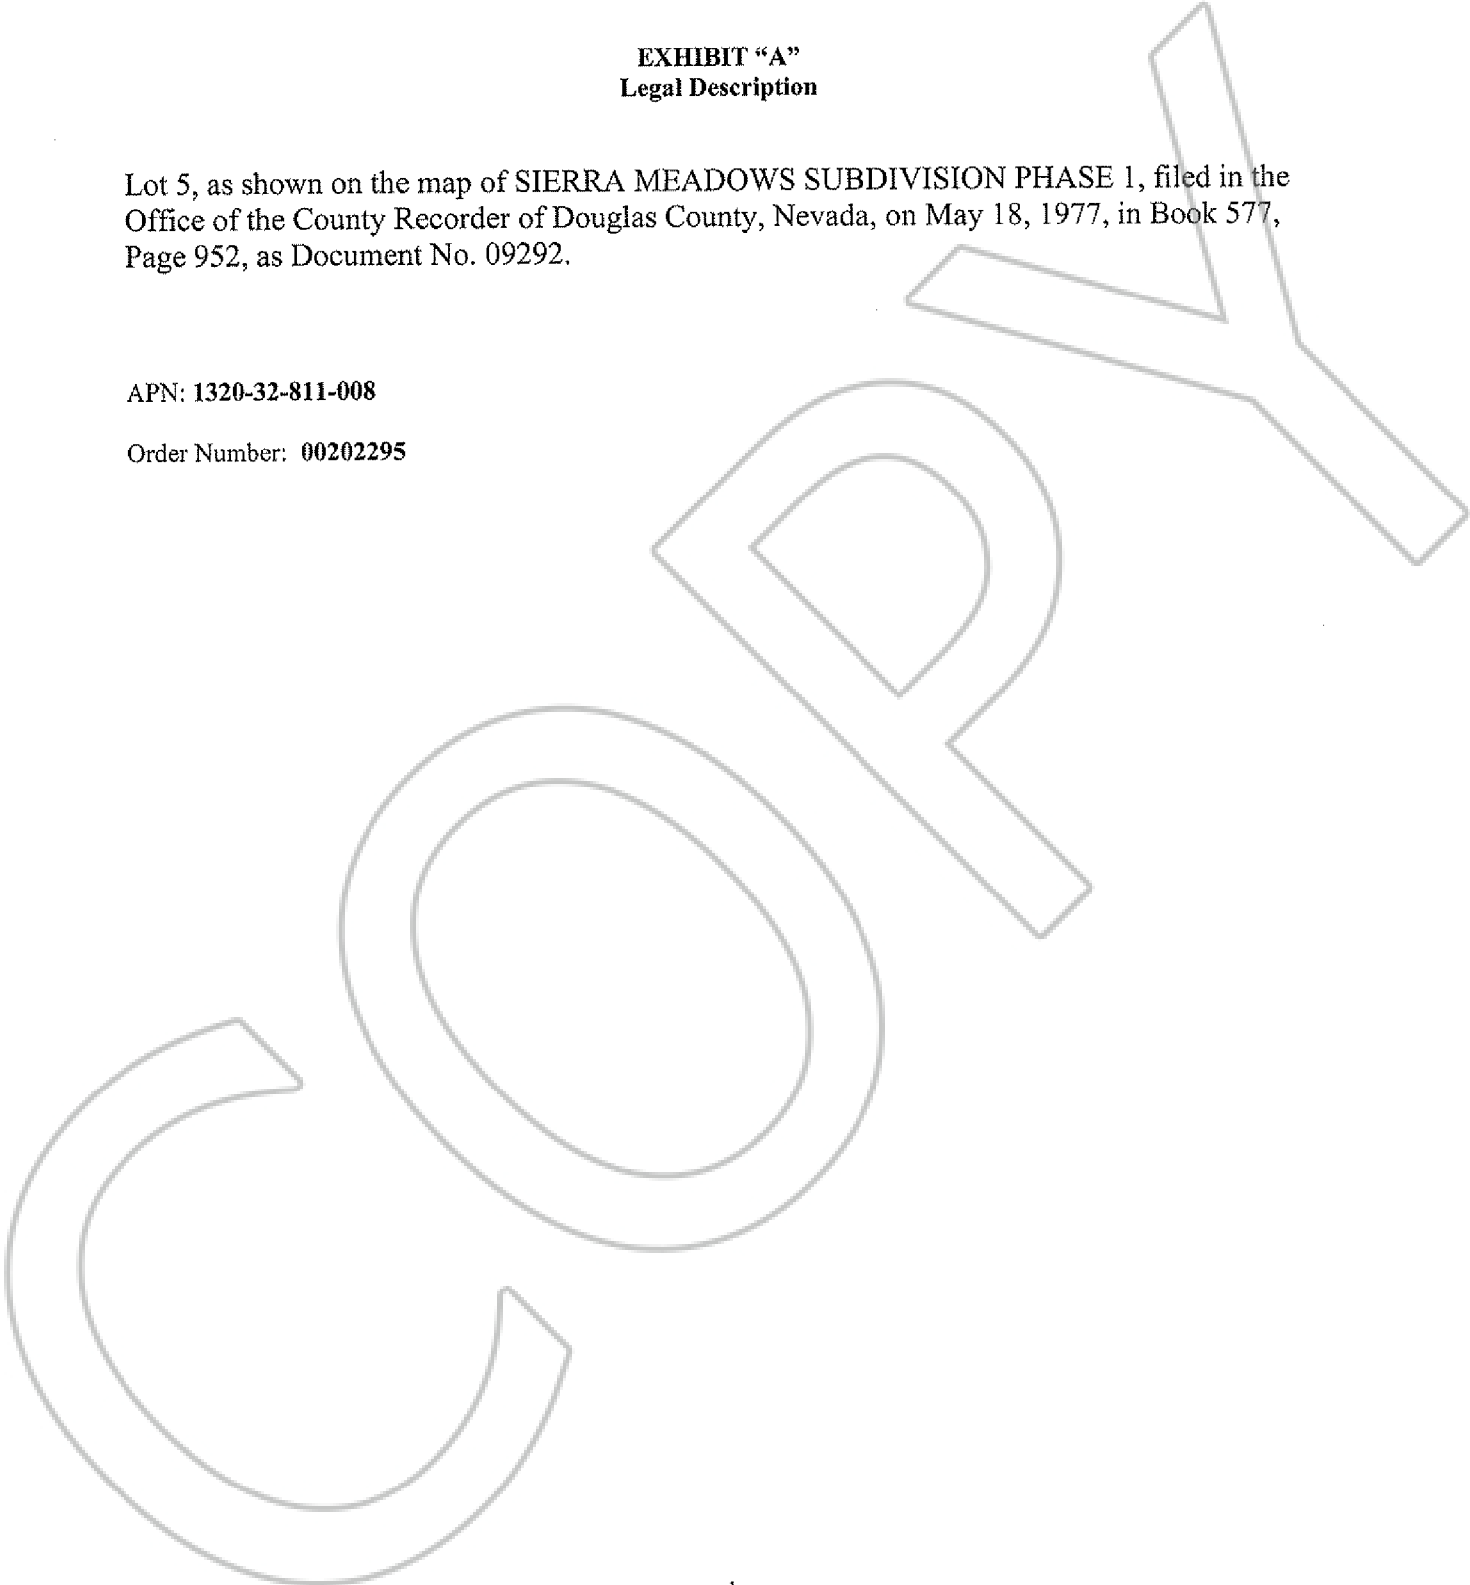 EXHIBIT “A”
Legal Description
Lot 5, as shown on the map of SIERRA MEADOWS SUBDIVISION PHASE 1, filed in the
Office of the County Recorder of Douglas County, Nevada, on May 18, 1977, in Book 577,
Page 952, as Document No. 09292.
APN: 1320-32-811-008
Order Number: 00202295
COPY